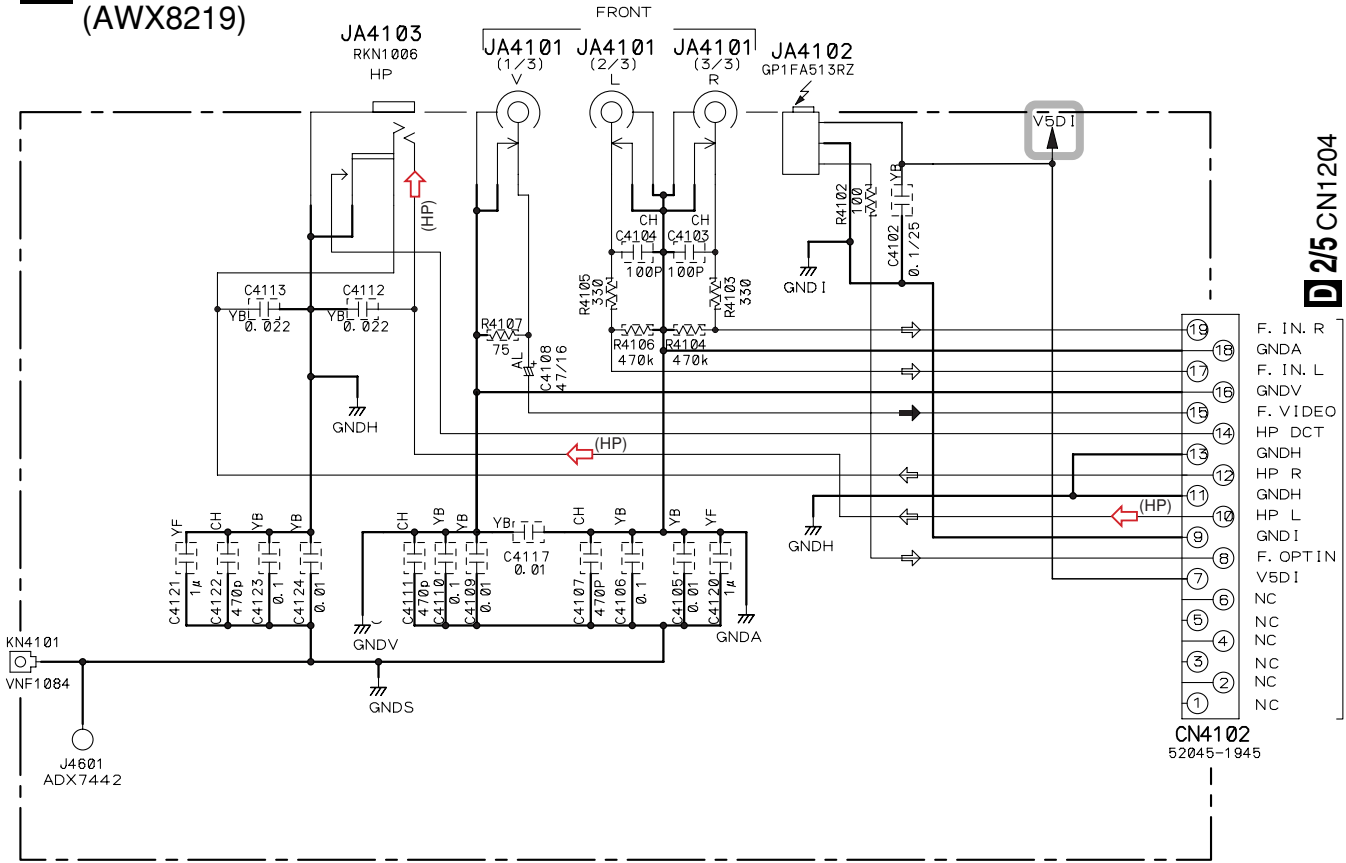 (AWX8219)
FRONT
JA4103
RKN1006
HP
JA4101
(1/3)
V
JA4101
(2/3)
L
JA4101
(3/3)
R
JA4102
GP1FA513RZ
V5DI
D 2/5 CN1204
(HP)
R4102
100
YB
C4102
0.1/25
GNDI
CH
C4104
100P
CH
C4103
100P
R4105
330
R4103
330
C4113
YB
0.022
C4112
YB
0.022
R4107
75
AL
+
C4108
47/16
R4106
470k
R4104
470k
GNDH
(HP)
(HP)
GNDH
19 F.IN.R
18 GNDA
17 F.IN.L
16 GNDV
15 F.VIDEO
14 HP DCT
13 GNDH
12 HP R
11 GNDH
10 HP L
9 GNDI
8 F.OPTIN
7 V5DI
6 NC
5 NC
4 NC
3 NC
2 NC
1 NC
CN4102
52045-1945
YF
C4121
1μ
CH
C4122
470p
YB
C4123
0.1
YB
C4124
0.01
CH
C4111
470p
YB
C4110
0.1
YB
C4109
0.01
YB
C4117
0.01
CH
C4107
470P
YB
C4106
0.1
YB
C4105
0.01
YF
C4120
1μ
GNDV
GNDA
GNDS
KN4101
VNF1084
J4601
ADX7442